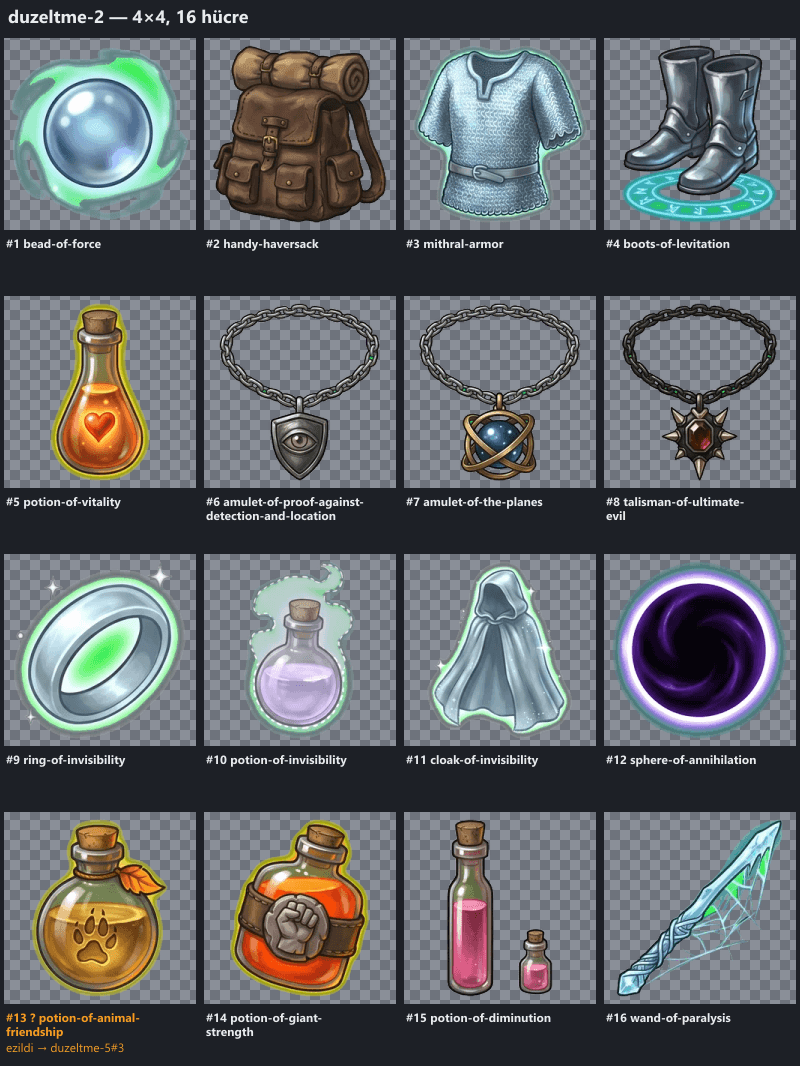 duzeltme-2 — 4×4, 16 hücre
#1 bead-of-force
#2 handy-haversack
#3 mithral-armor
#4 boots-of-levitation
#5 potion-of-vitality
#6 amulet-of-proof-against-
detection-and-location
#7 amulet-of-the-planes
#8 talisman-of-ultimate-
evil
#9 ring-of-invisibility
#10 potion-of-invisibility
#11 cloak-of-invisibility
#12 sphere-of-annihilation
#13 ? potion-of-animal-
friendship
ezildi → duzeltme-5#3
#14 potion-of-giant-
strength
#15 potion-of-diminution
#16 wand-of-paralysis